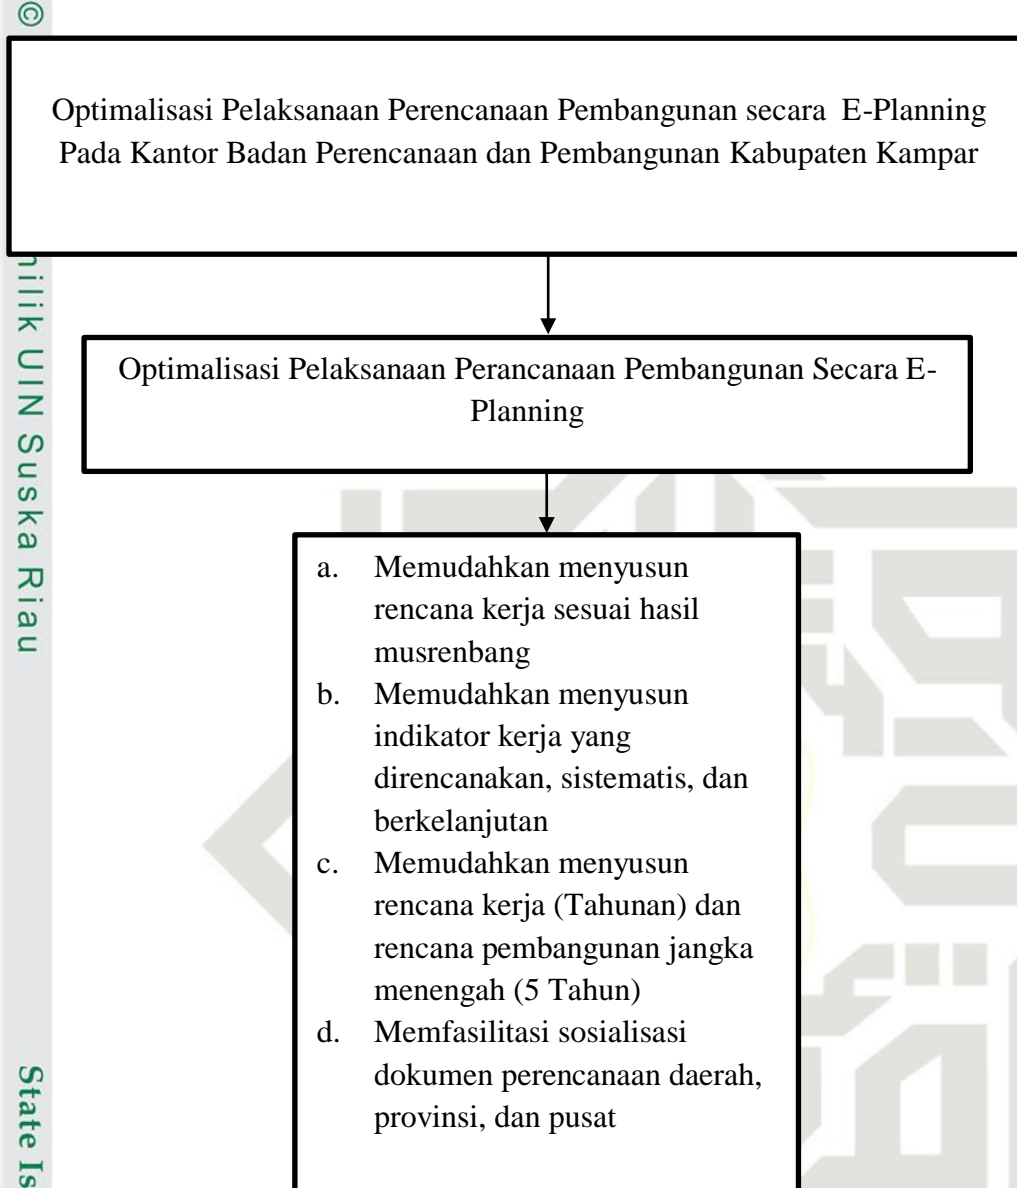 ©
Optimalisasi Pelaksanaan Perencanaan Pembangunan secara E-Planning
Pada Kantor Badan Perencanaan dan Pembangunan Kabupaten Kampar
milik UIN Suska Riau
Optimalisasi Pelaksanaan Perancanaan Pembangunan Secara E-
Planning
a. Memudahkan menyusun
rencana kerja sesuai hasil
musrenbang
b. Memudahkan menyusun
indikator kerja yang
direncanakan, sistematis, dan
berkelanjutan
c. Memudahkan menyusun
rencana kerja (Tahunan) dan
rencana pembangunan jangka
menengah (5 Tahun)
d. Memfasilitasi sosialisasi
dokumen perencanaan daerah,
provinsi, dan pusat
State Is